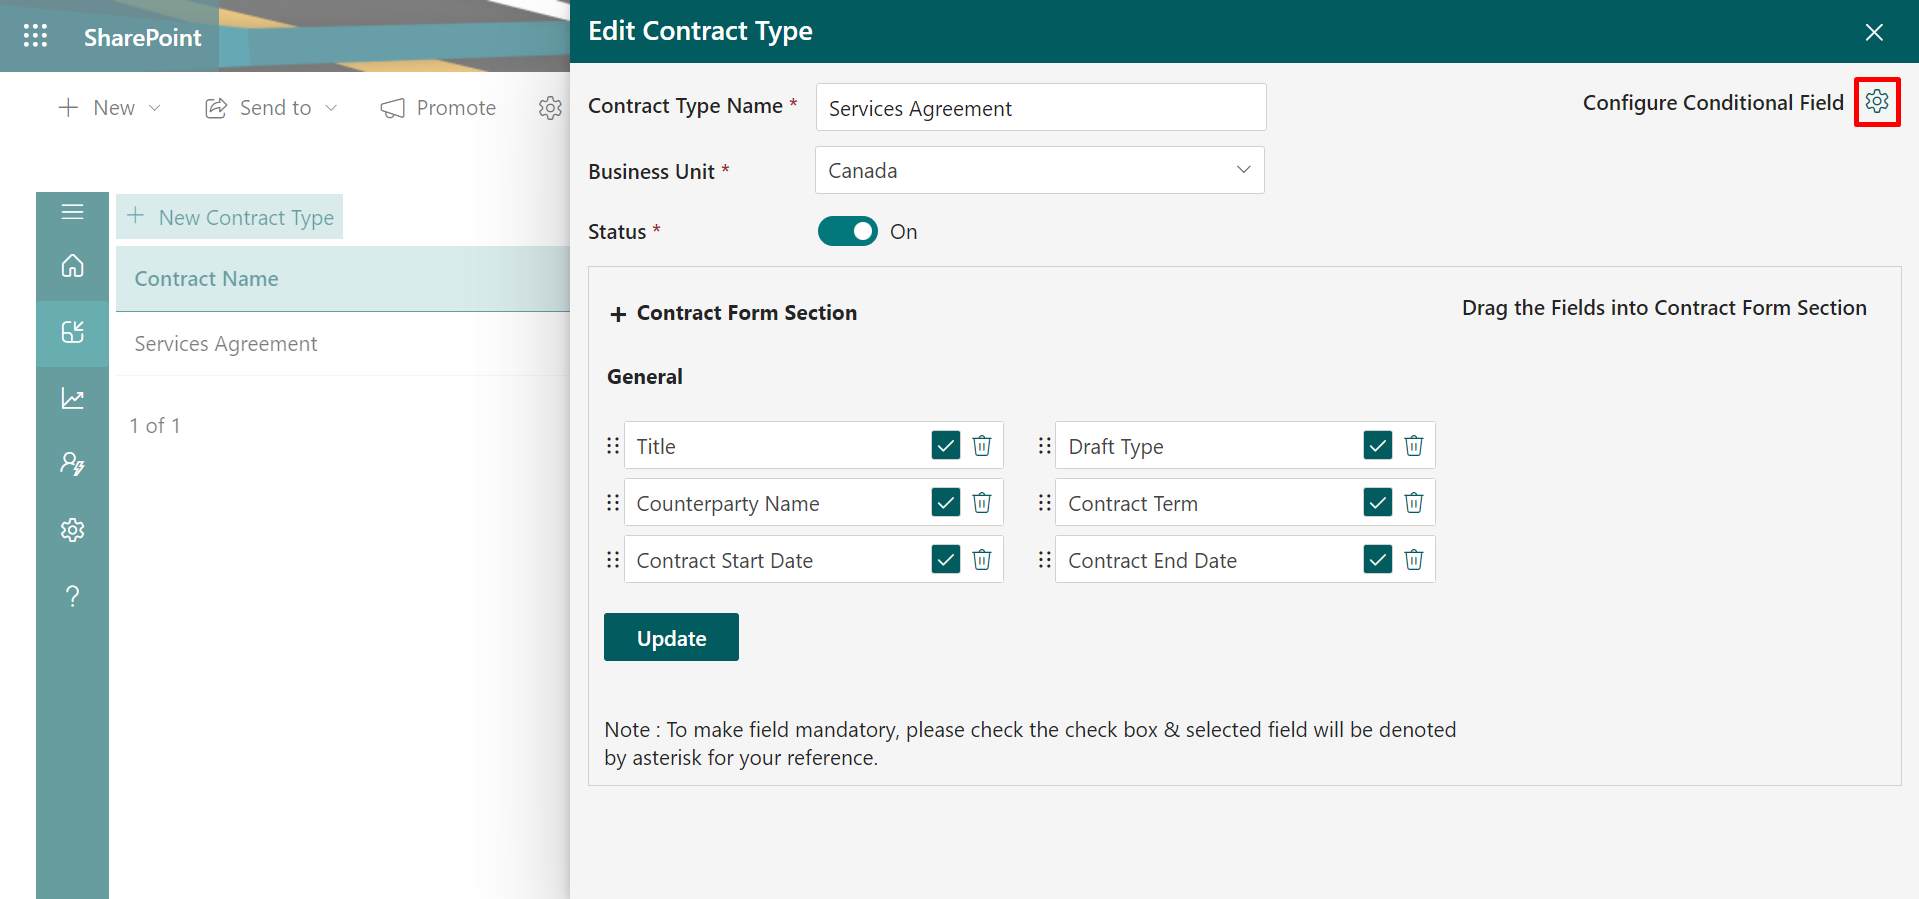 SharePoint
New
Send to
Promote
New Contract Type
Contract Name
Services Agreement
1 of 1
Edit Contract Type
Contract Type Name *
Services Agreement
Configure Conditional Field
Business Unit *
Canada
Status *
On
+ Contract Form Section
Drag the Fields into Contract Form Section
General
Title
Draft Type
Counterparty Name
Contract Term
Contract Start Date
Contract End Date
Update
Note : To make field mandatory, please check the check box & selected field will be denoted
by asterisk for your reference.